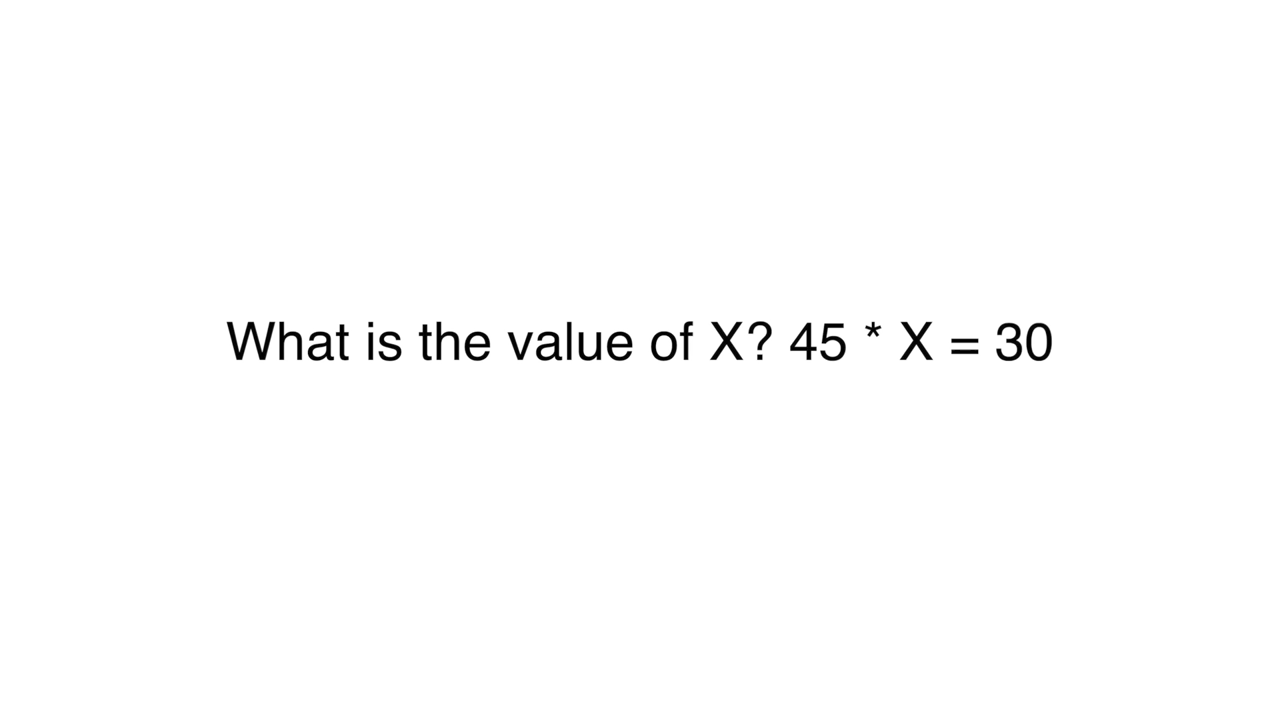 What is the value of X? 45 * X = 30